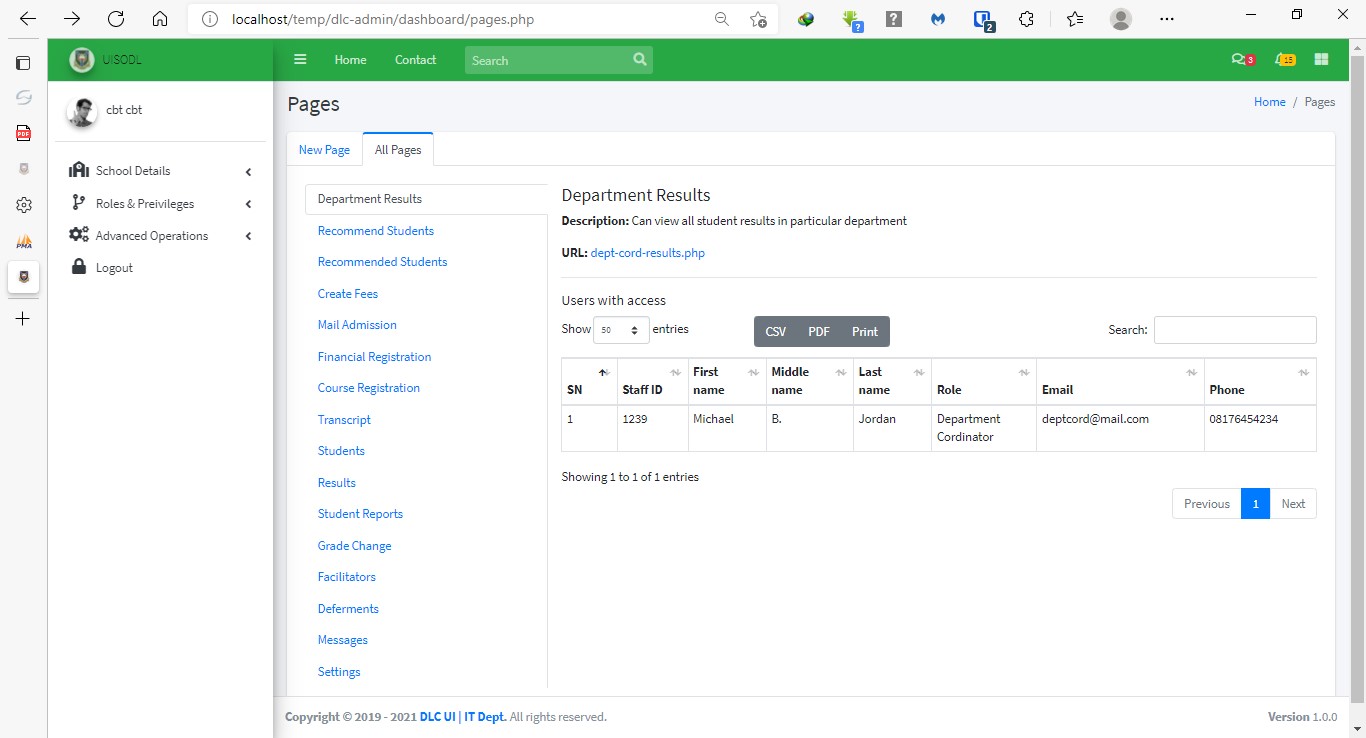 localhost/temp/dlc-admin/dashboard/pages.php
2
PDF
PMA
UISODL
Home Contact Search
3 15
cbt cbt
School Details
Roles & Preivileges
Advanced Operations
Logout
Pages
Home / Pages
New Page All Pages
Department Results
Recommend Students
Recommended Students
Create Fees
Mail Admission
Financial Registration
Course Registration
Transcript
Students
Results
Student Reports
Grade Change
Facilitators
Deferments
Messages
Settings
Department Results
Description: Can view all student results in particular department
URL: dept-cord-results.php
Users with access
Show 50 entries CSV PDF Print Search:
SN Staff ID First name Middle name Last name Role Email Phone
1 1239 Michael B. Jordan Department Cordinator deptcord@mail.com 08176454234
Showing 1 to 1 of 1 entries
Previous 1 Next
Copyright © 2019 - 2021 DLC UI | IT Dept. All rights reserved.
Version 1.0.0